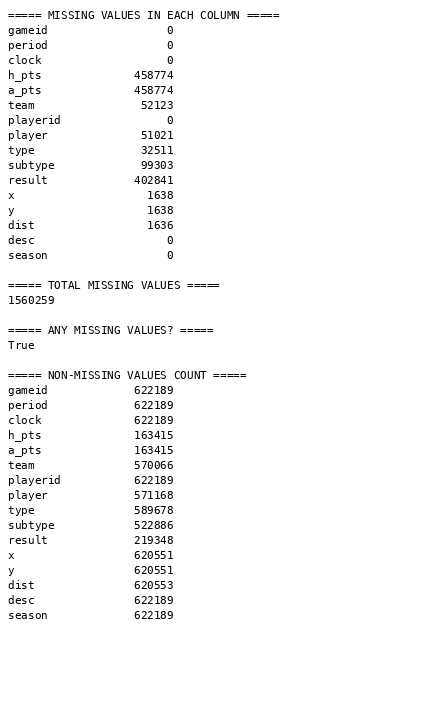 ===== MISSING VALUES IN EACH COLUMN =====
gameid 0
period 0
clock 0
h_pts 458774
a_pts 458774
team 52123
playerid 0
player 51021
type 32511
subtype 99303
result 402841
x 1638
y 1638
dist 1636
desc 0
season 0
===== TOTAL MISSING VALUES =====
1560259
===== ANY MISSING VALUES? =====
True
===== NON-MISSING VALUES COUNT =====
gameid 622189
period 622189
clock 622189
h_pts 163415
a_pts 163415
team 570066
playerid 622189
player 571168
type 589678
subtype 522886
result 219348
x 620551
y 620551
dist 620553
desc 622189
season 622189